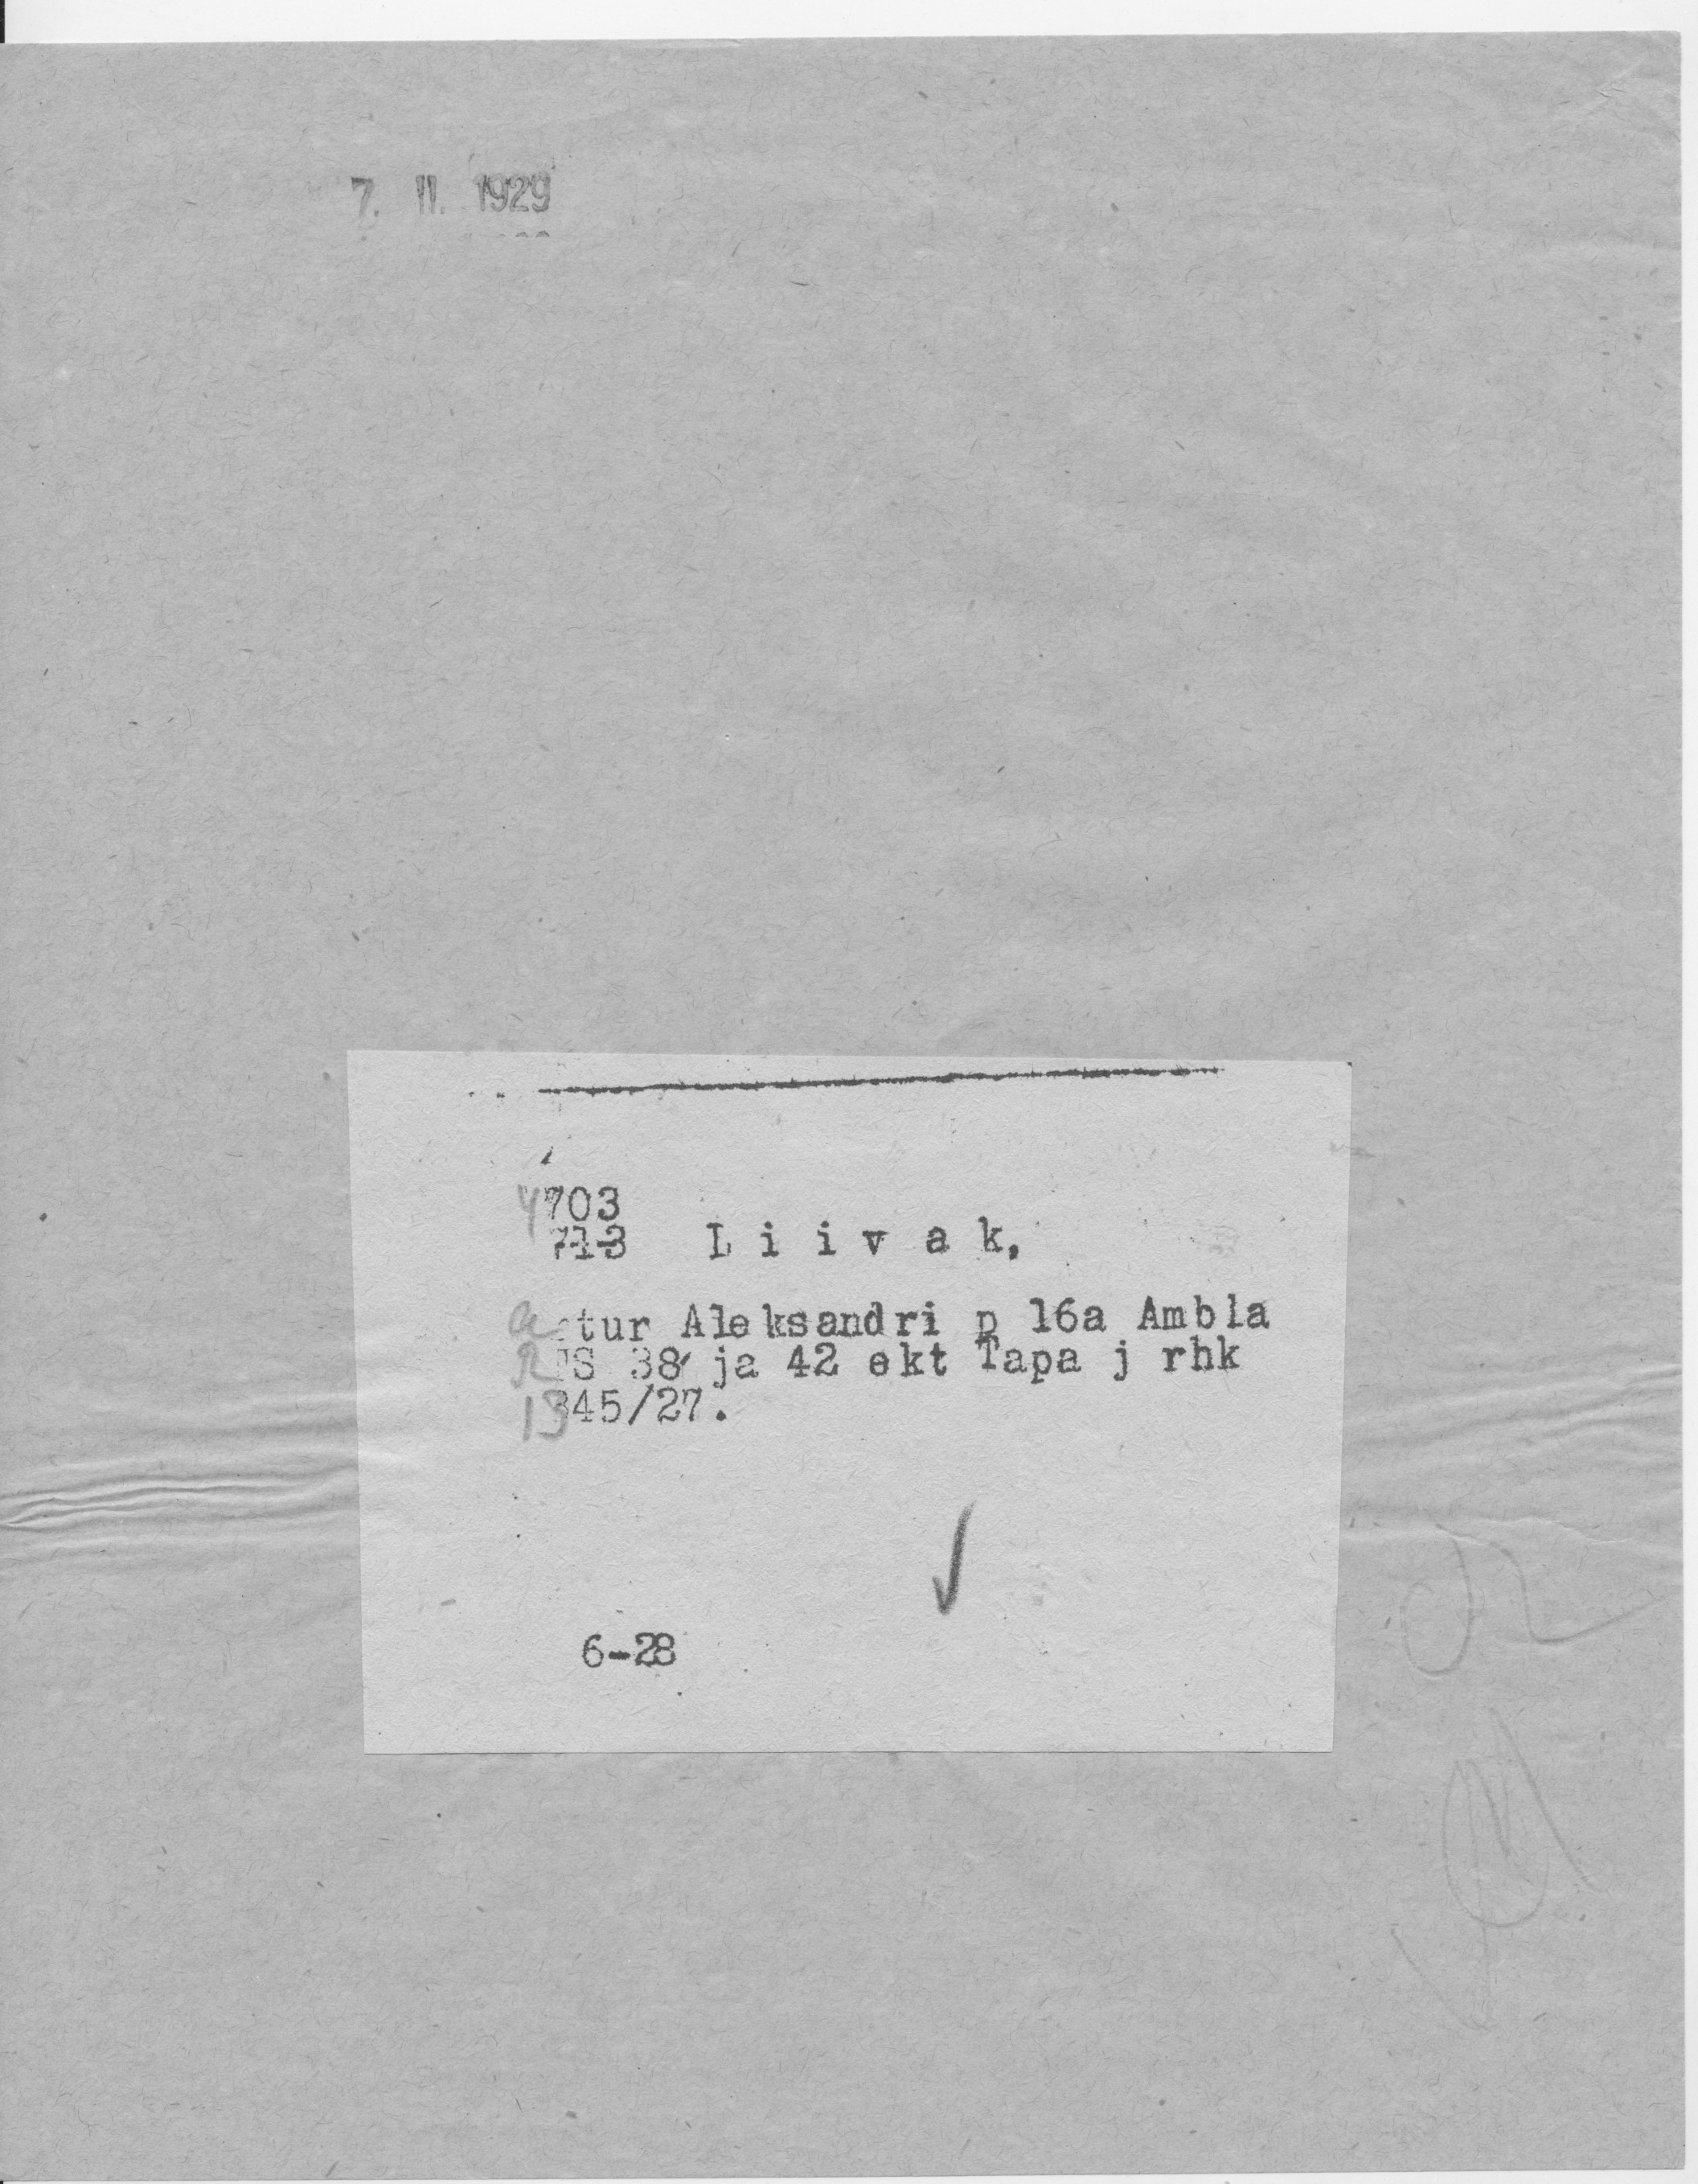 7. II. 1929
4703
713 L i i v a k,
Artur Aleksandri p 16a Ambla
RTS 38 ja 42 ekt Tapa j rhk
1345/27.
6-28